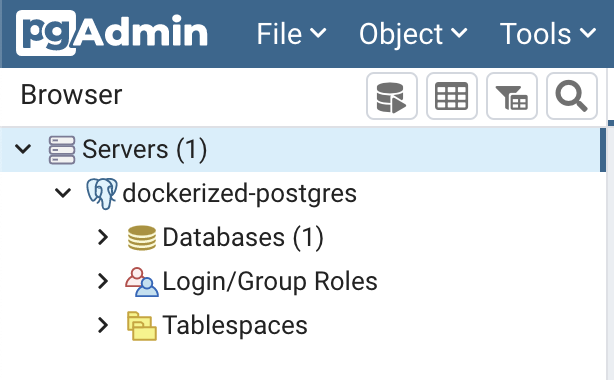 pgAdmin File Object Tools
Browser
Servers (1)
dockerized-postgres
Databases (1)
Login/Group Roles
Tablespaces